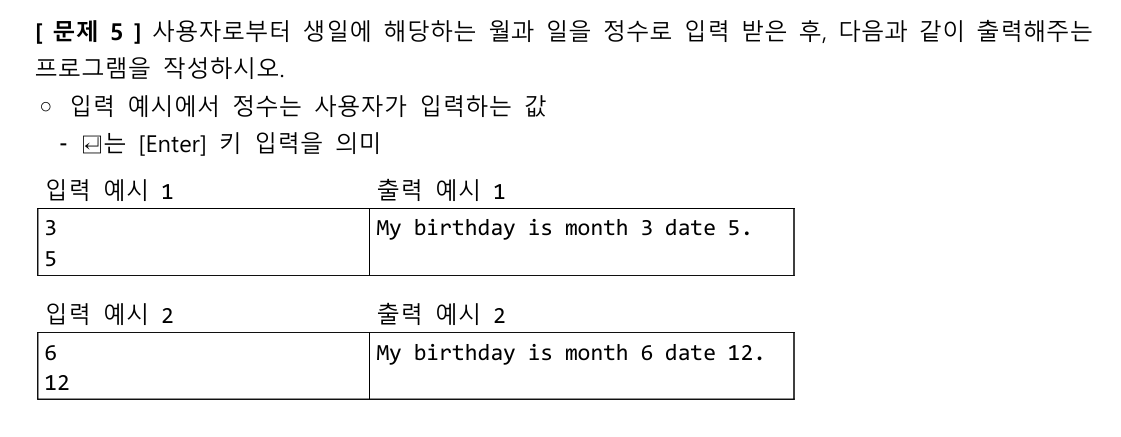 [ 문제 5 ] 사용자로부터 생일에 해당하는 월과 일을 정수로 입력 받은 후, 다음과 같이 출력해주는
프로그램을 작성하시오.
○ 입력 예시에서 정수는 사용자가 입력하는 값
- ↵는 [Enter] 키 입력을 의미
입력 예시 1 출력 예시 1
3 My birthday is month 3 date 5.
5
입력 예시 2 출력 예시 2
6 My birthday is month 6 date 12.
12